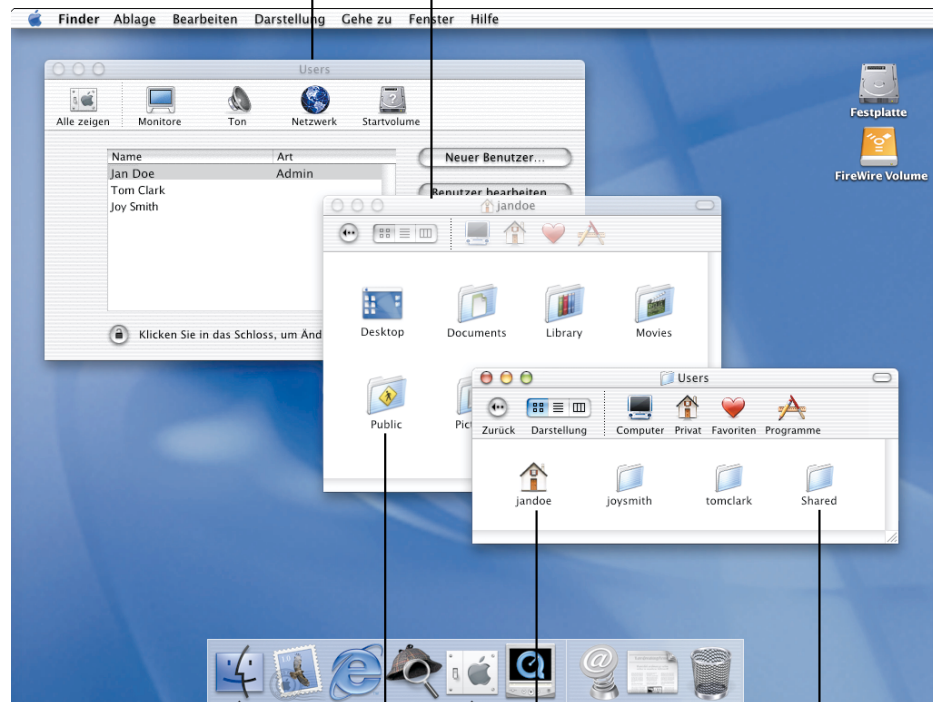 Finder Ablage Bearbeiten Darstellung Gehe zu Fenster Hilfe
Users
Alle zeigen Monitore Ton Netzwerk Startvolume
Name Art
Jan Doe Admin
Tom Clark
Joy Smith
Neuer Benutzer...
Benutzer bearbeiten
Klicken Sie in das Schloss, um Änd
Festplatte
FireWire Volume
jandoe
Desktop Documents Library Movies
Public Pict
Users
Zurück Darstellung Computer Privat Favoriten Programme
jandoe joysmith tomclark Shared